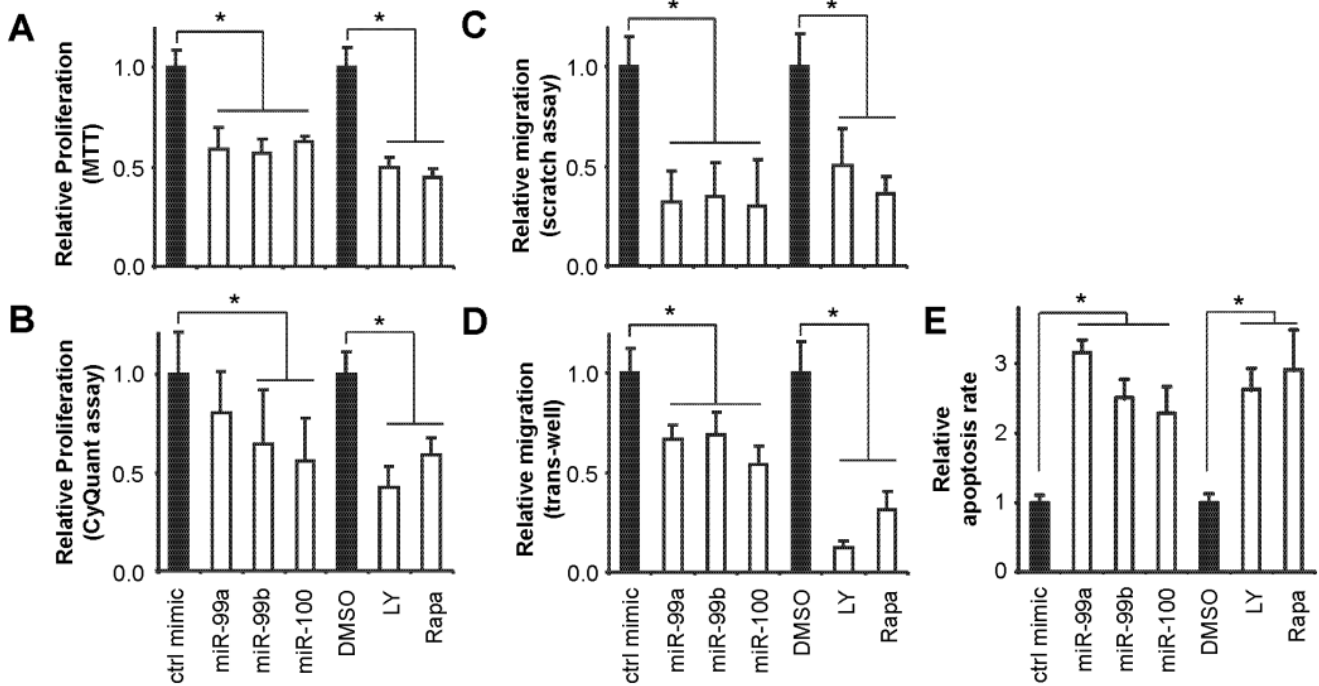 A
*
*
Relative Proliferation
(MTT)
1.0
0.5
0.0
C
*
*
Relative migration
(scratch assay)
1.0
0.5
0.0
B
*
*
Relative Proliferation
(CyQuant assay)
1.0
0.5
0.0
ctrl mimic
miR-99a
miR-99b
miR-100
DMSO
LY
Rapa
D
*
*
Relative migration
(trans-well)
1.0
0.5
0.0
ctrl mimic
miR-99a
miR-99b
miR-100
DMSO
LY
Rapa
E
*
*
Relative
apoptosis rate
3
2
1
0
ctrl mimic
miR-99a
miR-99b
miR-100
DMSO
LY
Rapa